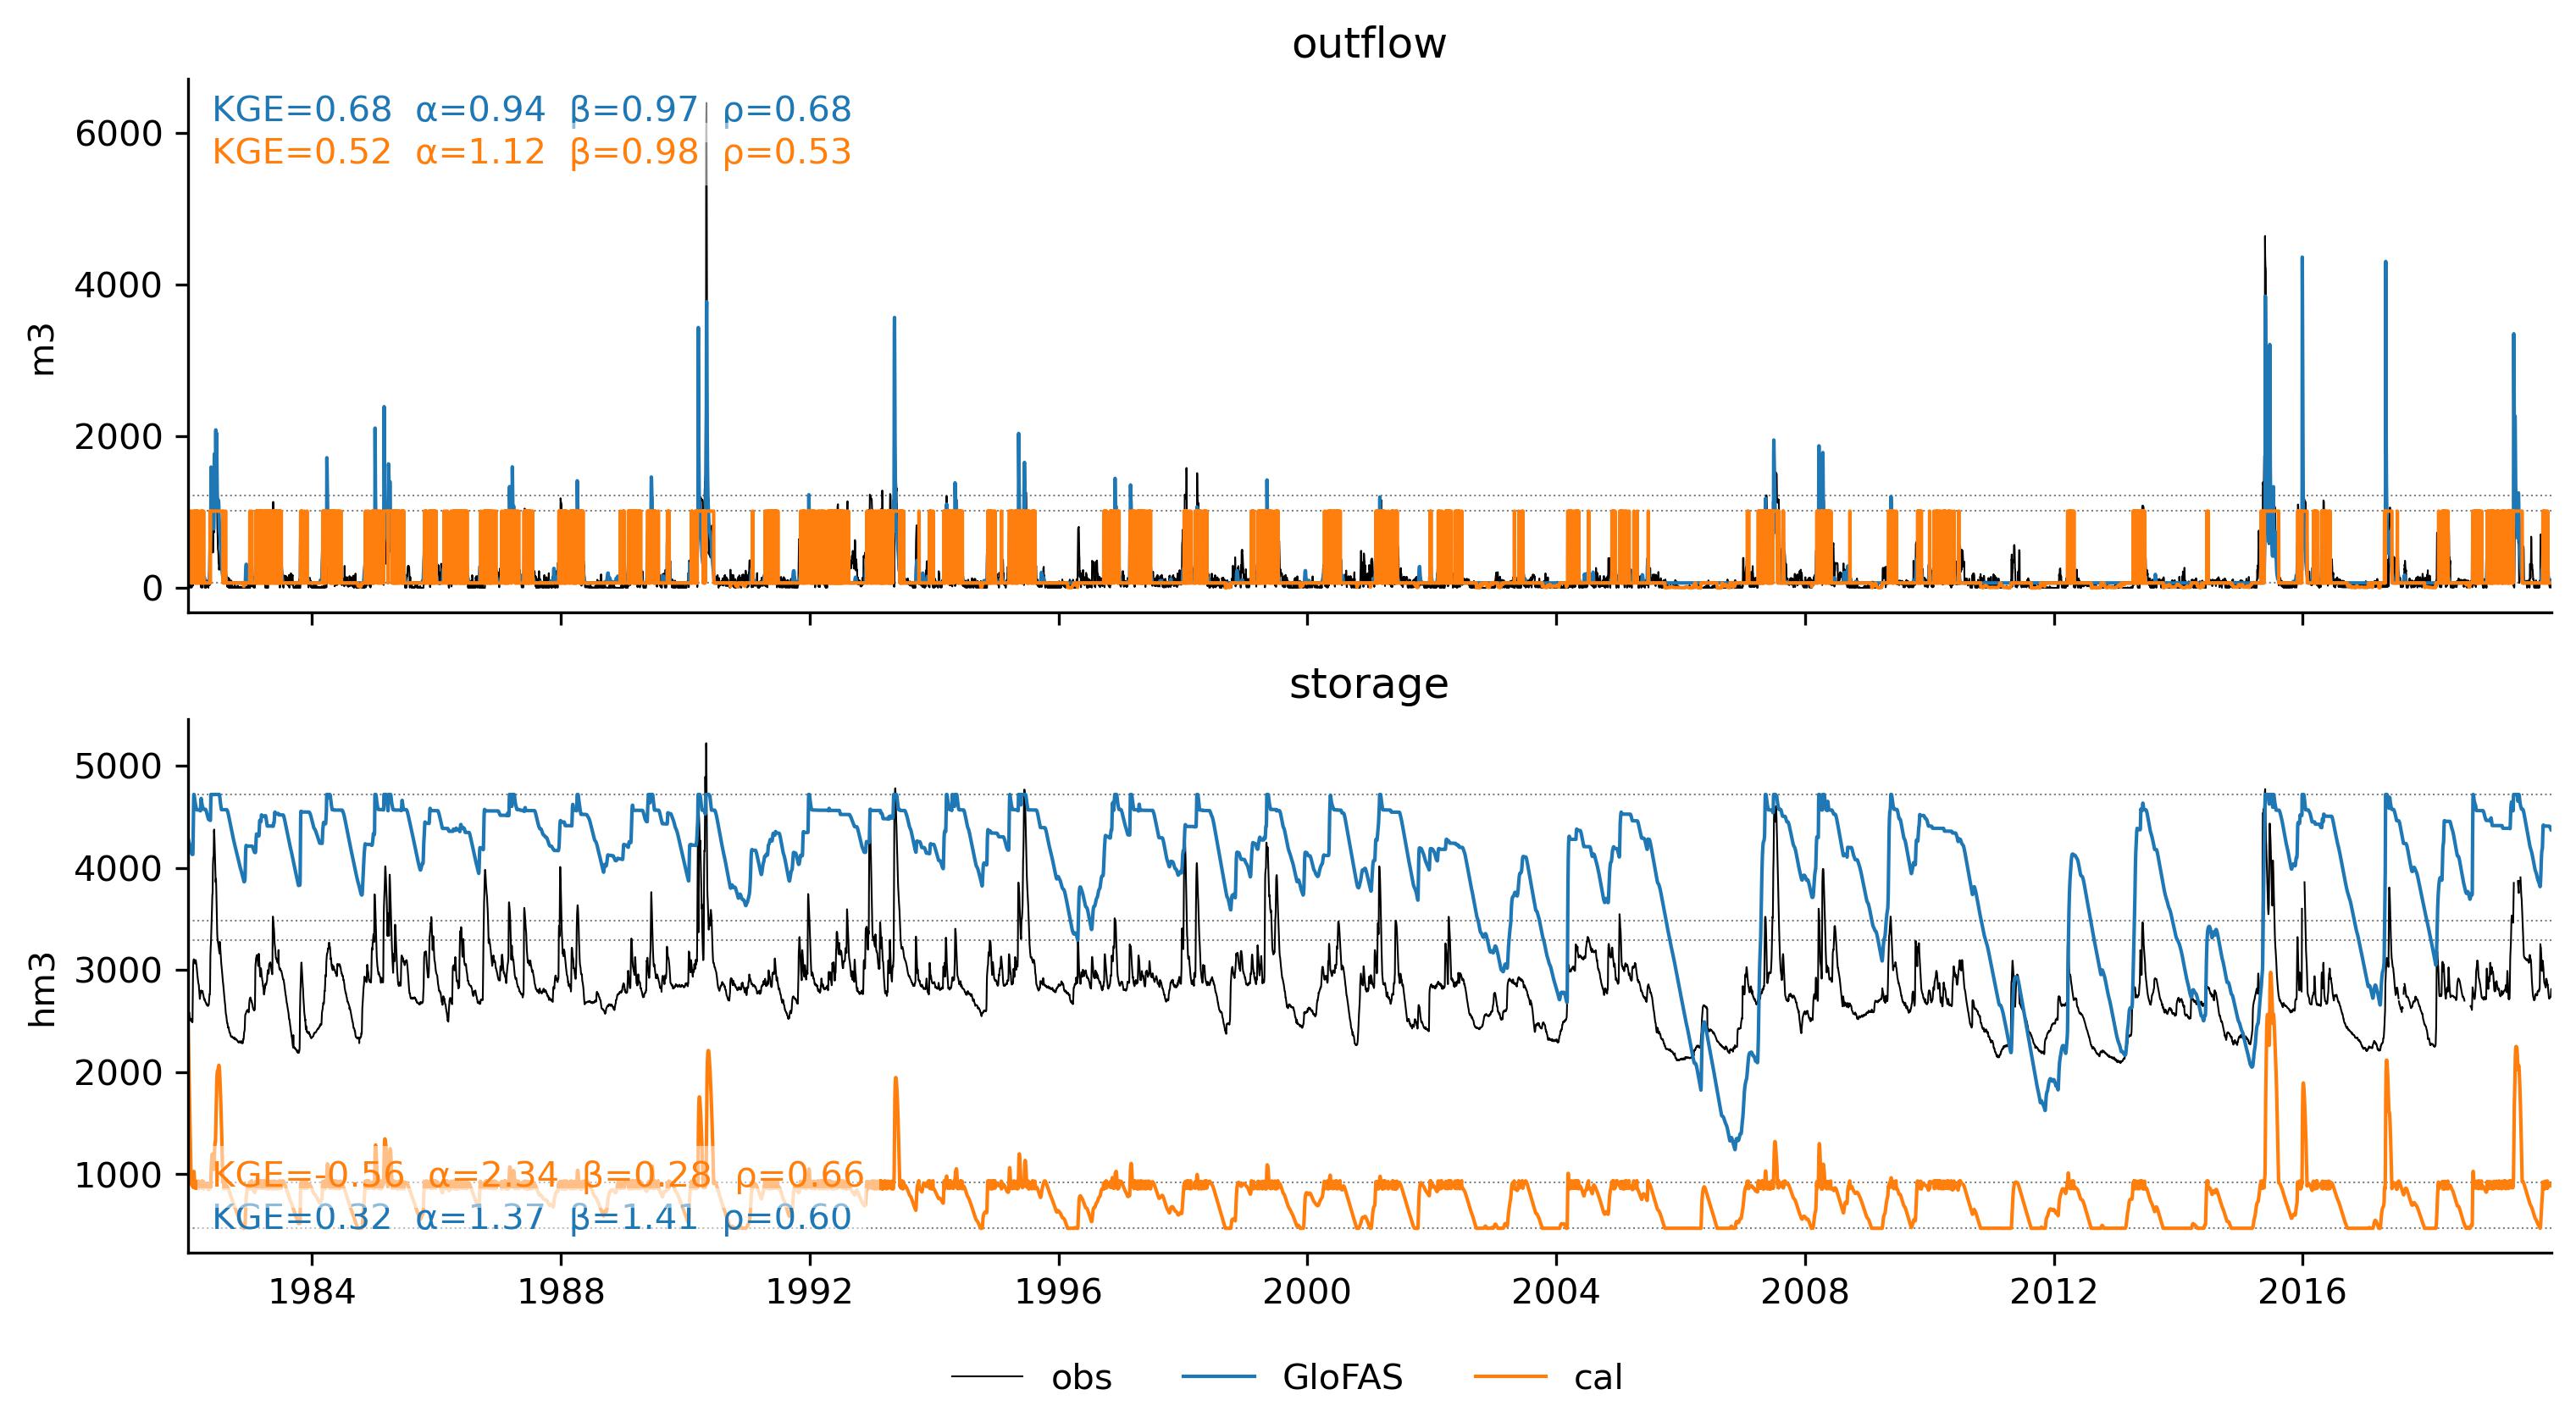 outflow
KGE=0.68 α=0.94 β=0.97 ρ=0.68
KGE=0.52 α=1.12 β=0.98 ρ=0.53
6000
4000
2000
0
m3
storage
5000
4000
3000
2000
1000
hm3
KGE=-0.56 α=2.34 β=0.28 ρ=0.66
KGE=0.32 α=1.37 β=1.41 ρ=0.60
1984 1988 1992 1996 2000 2004 2008 2012 2016
obs GloFAS cal